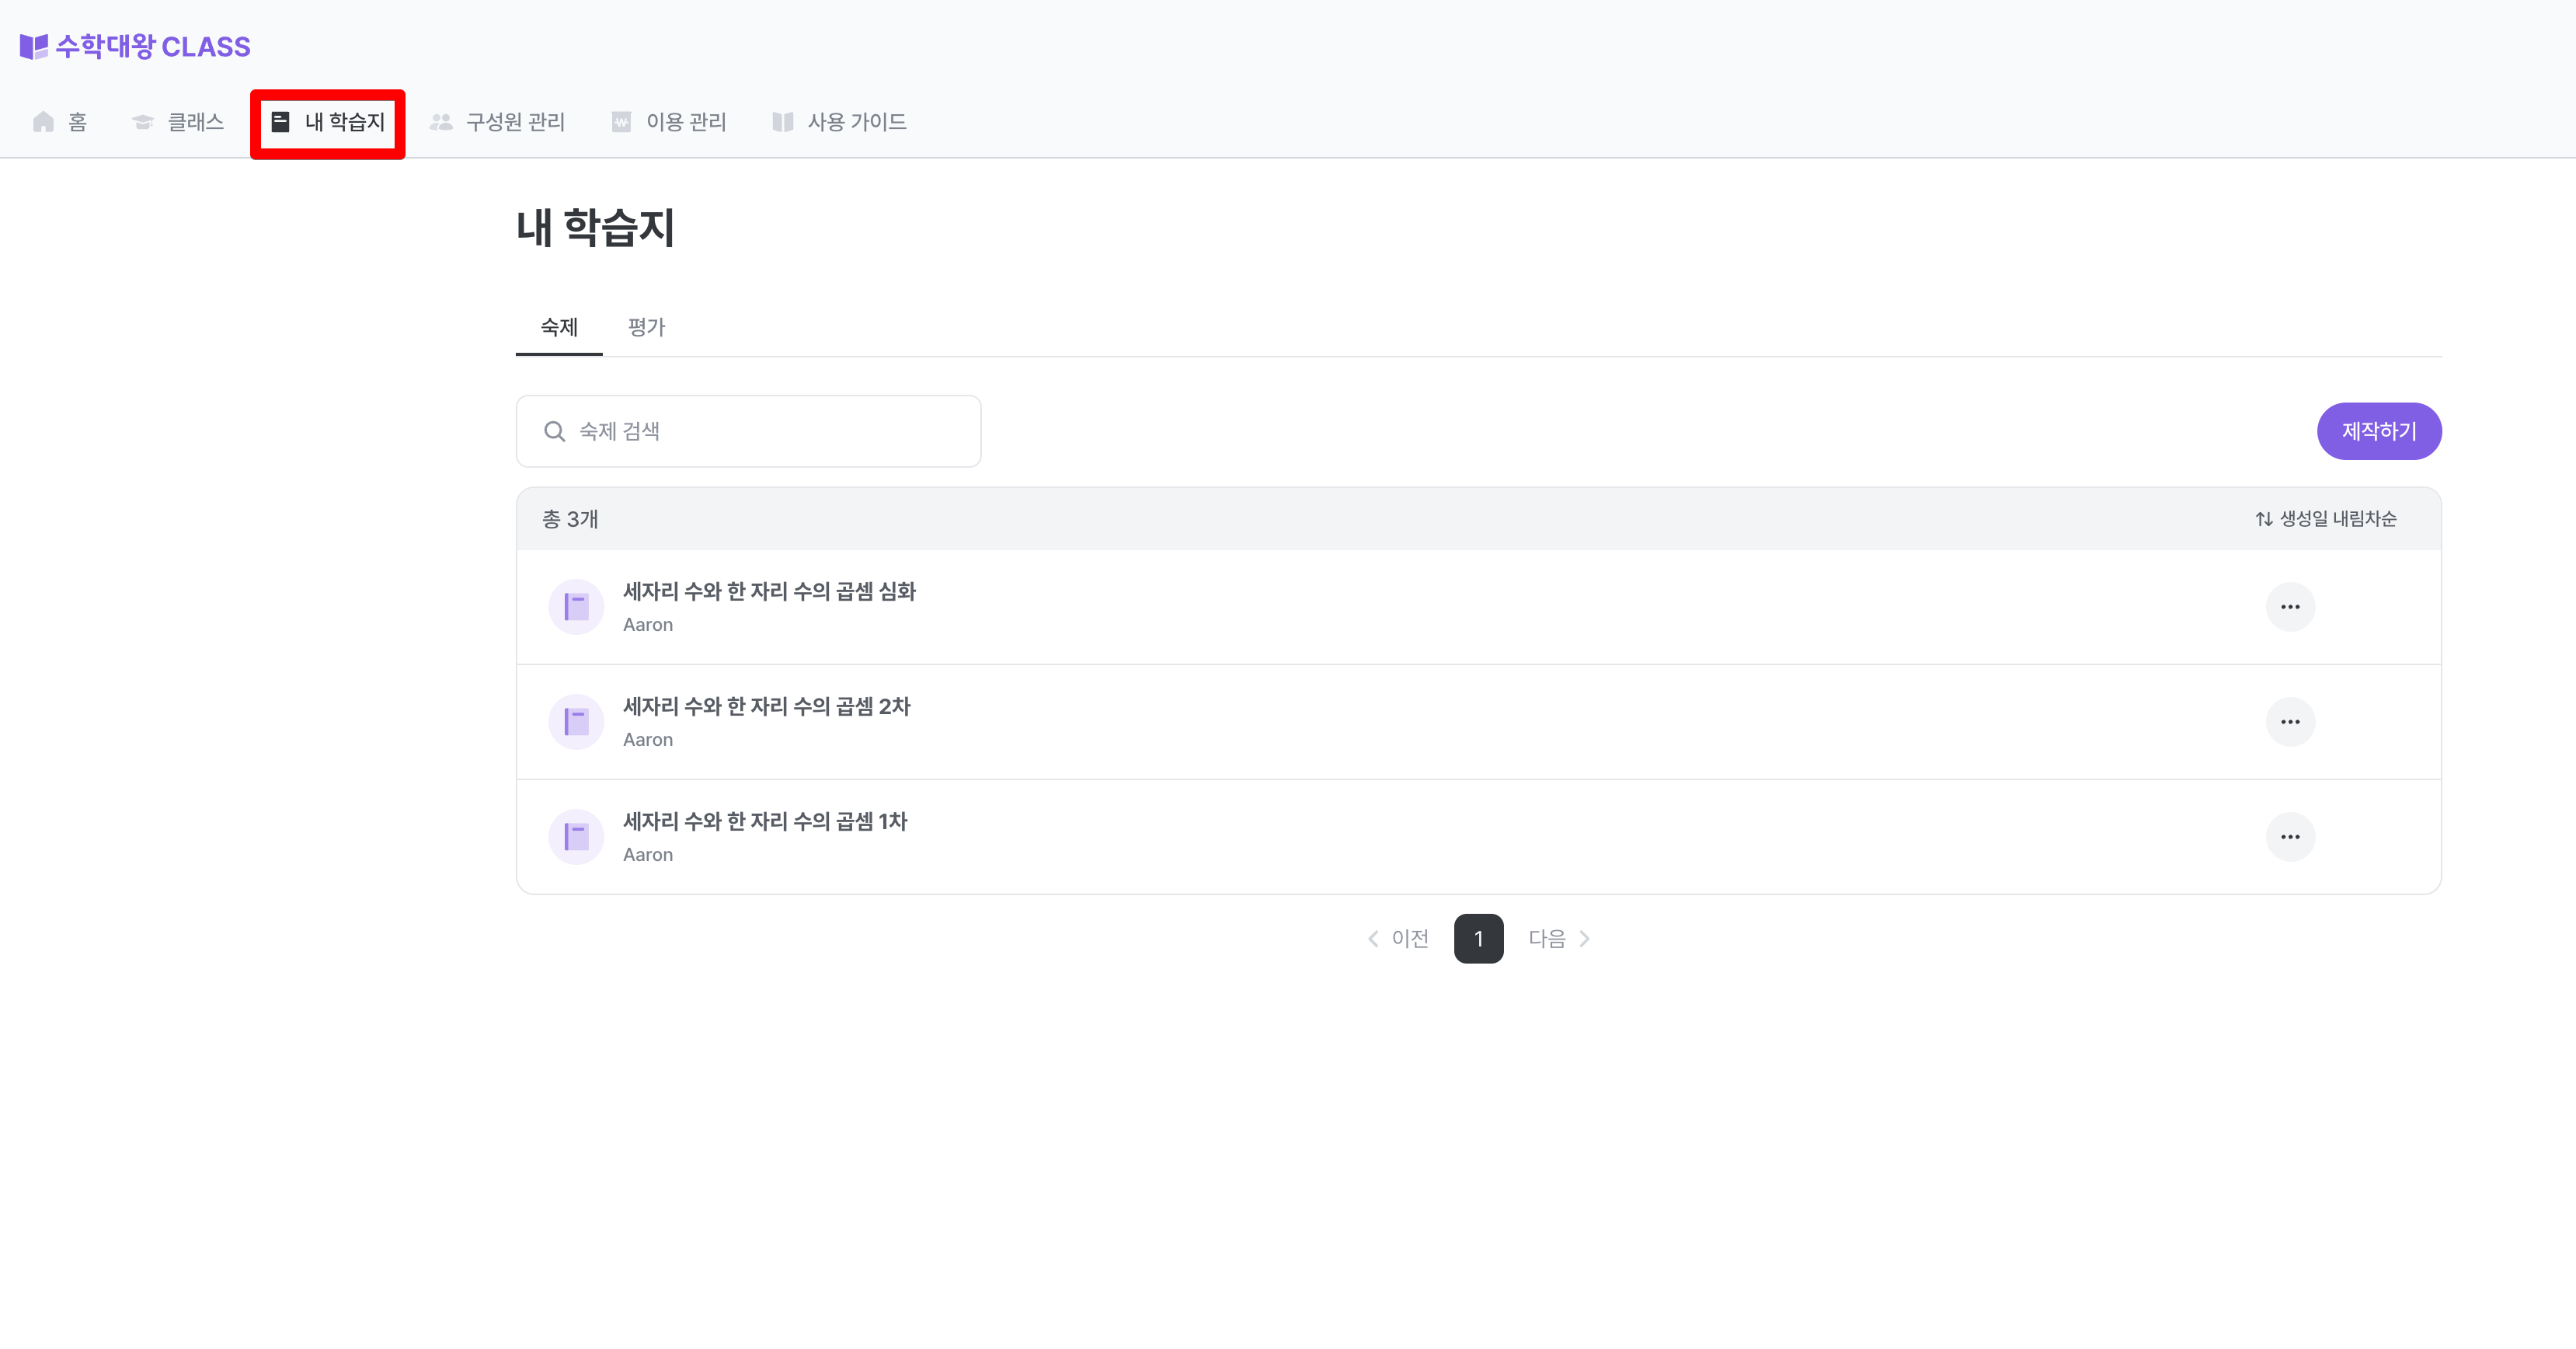 수학대왕 CLASS
홈 클래스 내 학습지 구성원 관리 이용 관리 사용 가이드
내 학습지
숙제 평가
숙제 검색 제작하기
총 3개 생성일 내림차순
세자리 수와 한 자리 수의 곱셈 심화
Aaron
세자리 수와 한 자리 수의 곱셈 2차
Aaron
세자리 수와 한 자리 수의 곱셈 1차
Aaron
이전 1 다음